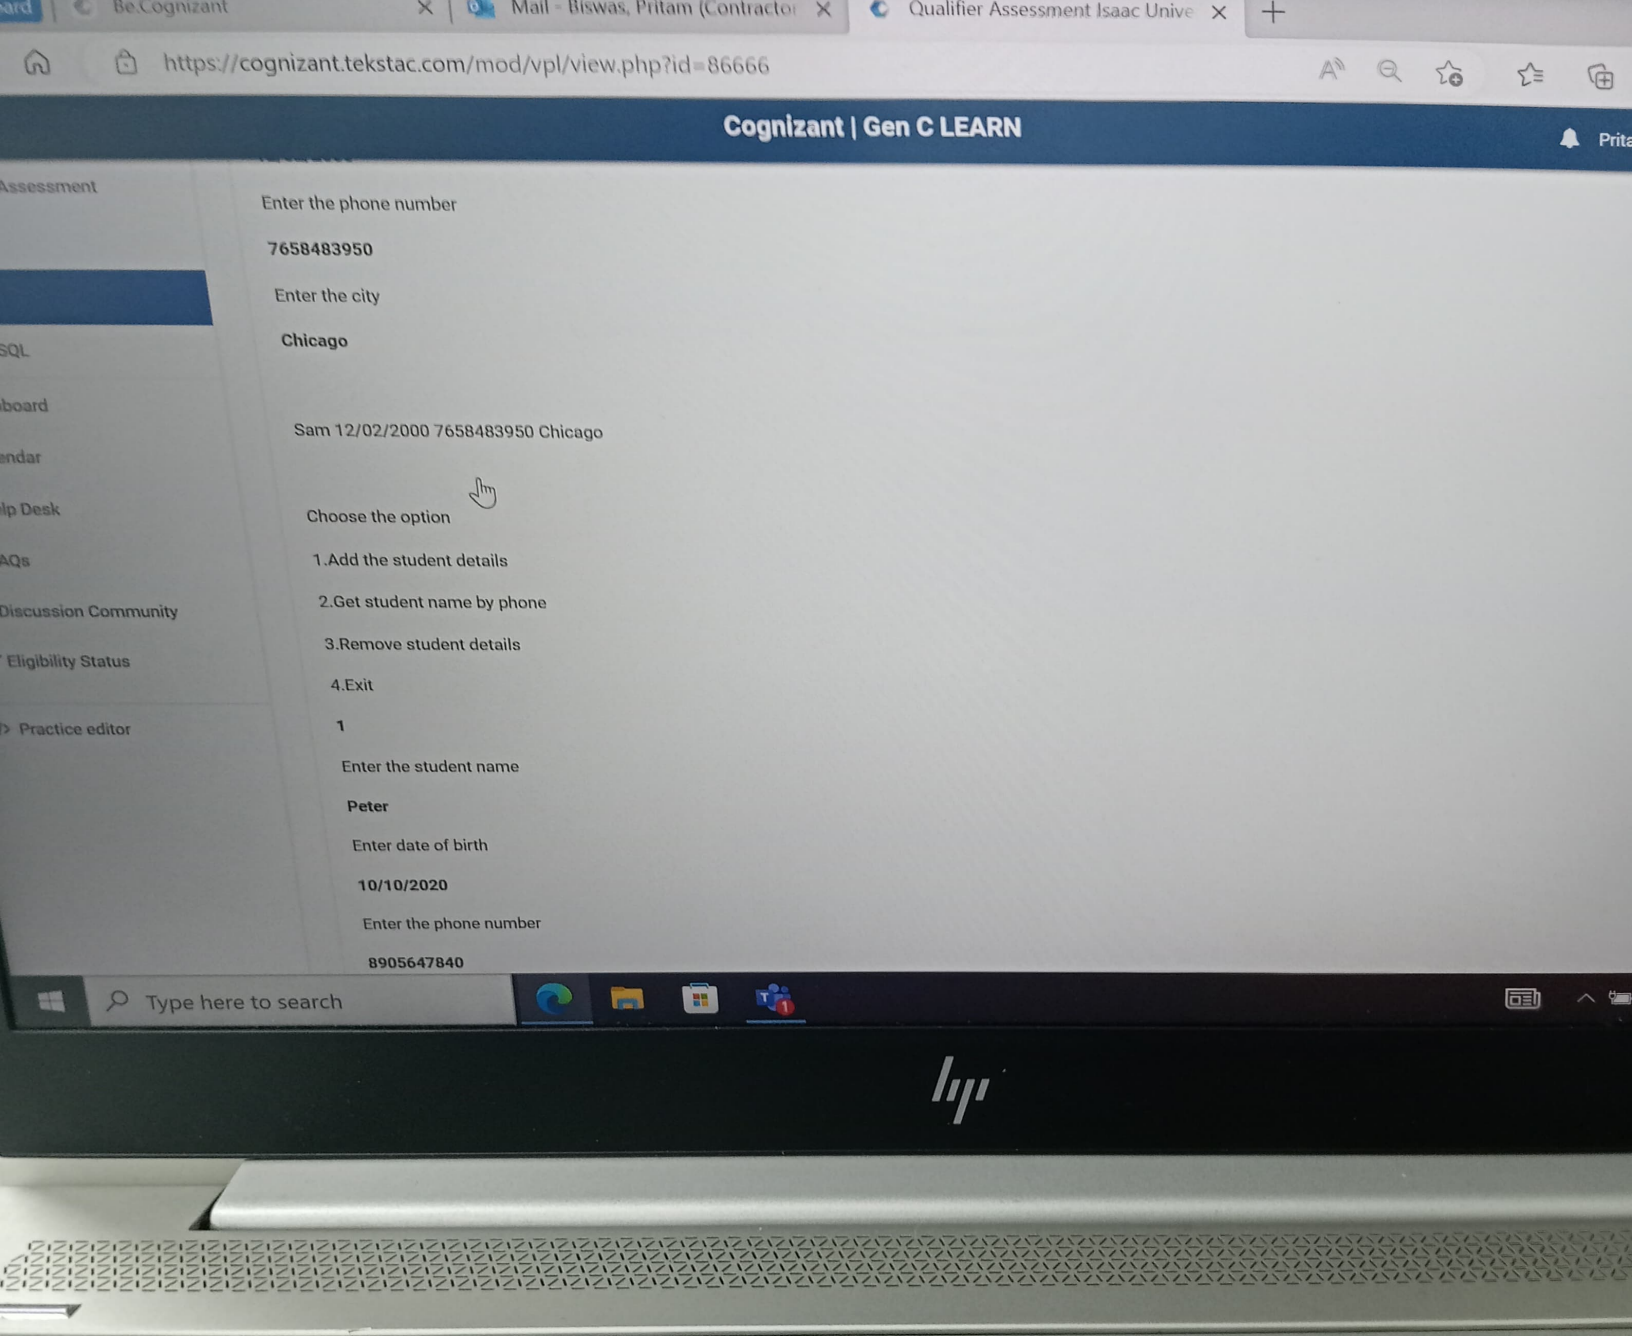 ard
Be.Cognizant
Mail - Biswas, Pritam (Contractor
Qualifier Assessment Isaac Unive
https://cognizant.tekstac.com/mod/vpl/view.php?id=86666
Cognizant | Gen C LEARN
Prita
Assessment
Enter the phone number
7658483950
Enter the city
Chicago
SQL
board
Sam 12/02/2000 7658483950 Chicago
endar
lp Desk
Choose the option
AQs
1.Add the student details
2.Get student name by phone
Discussion Community
3.Remove student details
Eligibility Status
4.Exit
1
Practice editor
Enter the student name
Peter
Enter date of birth
10/10/2020
Enter the phone number
8905647840
Type here to search
1
hp